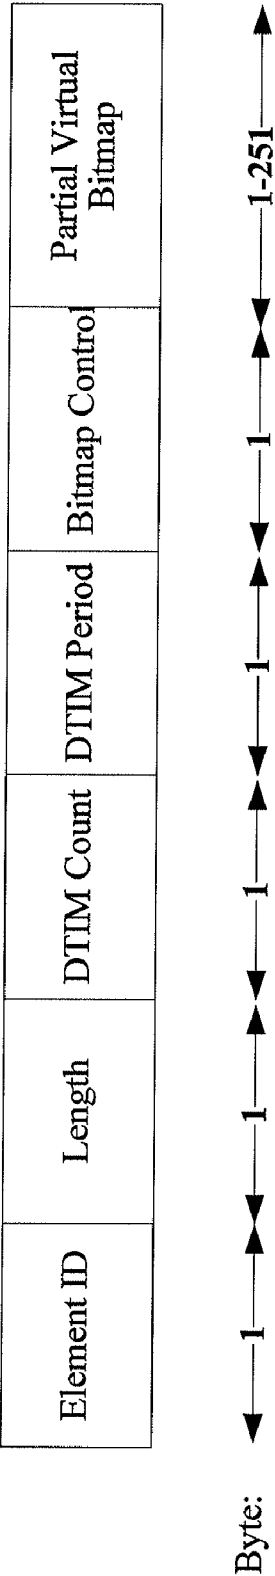 Element ID
Length
DTIM Count
DTIM Period
Bitmap Control
Partial Virtual
Bitmap
Byte:
1
1
1
1
1
1-251